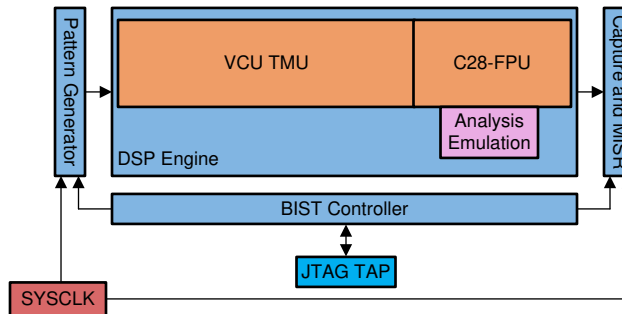 Pattern Generator
VCU TMU
C28-FPU
Analysis
Emulation
DSP Engine
Capture and MISR
BIST Controller
JTAG TAP
SYSCLK